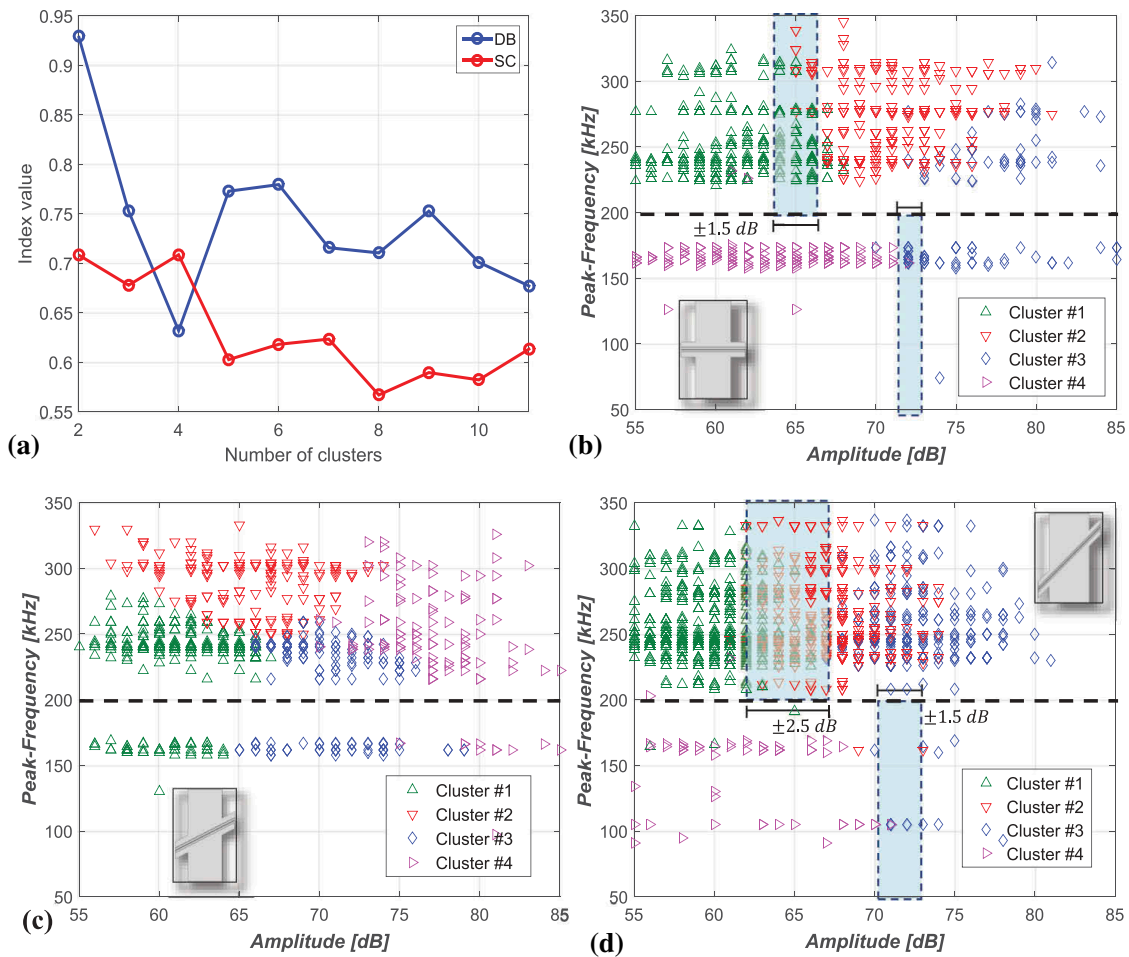 0.95
0.9
0.85
0.8
0.75
0.7
0.65
0.6
0.55
Index value
DB
SC
2
4
6
8
10
Number of clusters
(a)
350
300
250
200
150
100
50
Peak-Frequency [kHz]
±1.5 dB
Cluster #1
Cluster #2
Cluster #3
Cluster #4
55
60
65
70
75
80
85
Amplitude [dB]
(b)
350
300
250
200
150
100
50
Peak-Frequency [kHz]
Cluster #1
Cluster #2
Cluster #3
Cluster #4
55
60
65
70
75
80
85
Amplitude [dB]
(c)
350
300
250
200
150
100
50
Peak-Frequency [kHz]
±2.5 dB
±1.5 dB
Cluster #1
Cluster #2
Cluster #3
Cluster #4
55
60
65
70
75
80
85
Amplitude [dB]
(d)